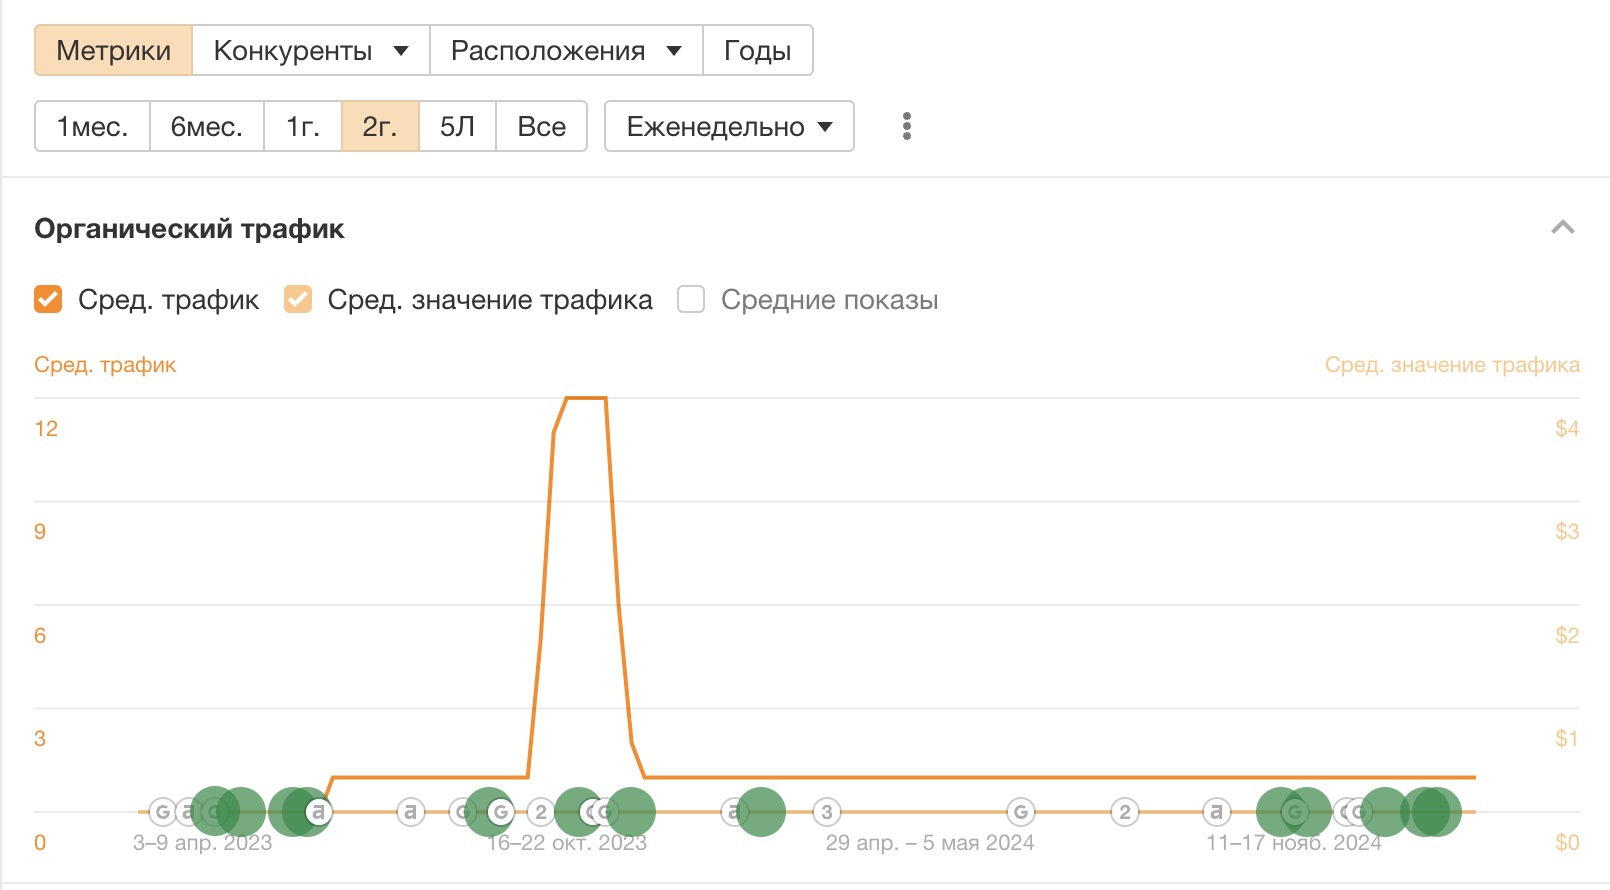 Метрики Конкуренты Расположения Годы
1мес. 6мес. 1г. 2г. 5Л Все Еженедельно
Органический трафик
Сред. трафик Сред. значение трафика Средние показы
Сред. трафик Сред. значение трафика
12 $4
9 $3
6 $2
3 $1
G a G a a G G 2 G G a 3 G 2 a G G G
0 3–9 апр. 2023 16–22 окт. 2023 29 апр. – 5 мая 2024 11–17 нояб. 2024 $0